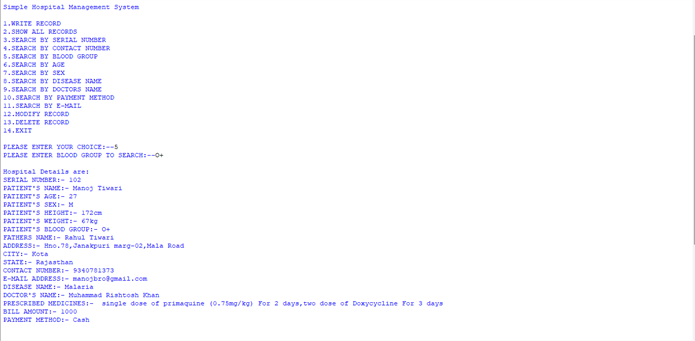 Simple Hospital Management System
1.WRITE RECORD
2.SHOW ALL RECORDS
3.SEARCH BY SERIAL NUMBER
4.SEARCH BY CONTACT NUMBER
5.SEARCH BY BLOOD GROUP
6.SEARCH BY AGE
7.SEARCH BY SEX
8.SEARCH BY DISEASE NAME
9.SEARCH BY DOCTORS NAME
10.SEARCH BY PAYMENT METHOD
11.SEARCH BY E-MAIL
12.MODIFY RECORD
13.DELETE RECORD
14.EXIT
PLEASE ENTER YOUR CHOICE:--5
PLEASE ENTER BLOOD GROUP TO SEARCH:--O+
Hospital Details are:
SERIAL NUMBER:- 102
PATIENT'S NAME:- Manoj Tiwari
PATIENT'S AGE:- 27
PATIENT'S SEX:- M
PATIENT'S HEIGHT:- 172cm
PATIENT'S WEIGHT:- 67kg
PATIENT'S BLOOD GROUP:- O+
FATHERS NAME:- Rahul Tiwari
ADDRESS:- Hno.78,Janakpuri marg-02,Mala Road
CITY:- Kota
STATE:- Rajasthan
CONTACT NUMBER:- 9340781373
E-MAIL ADDRESS:- manojbro@gmail.com
DISEASE NAME:- Malaria
DOCTOR'S NAME:- Muhammad Rishtosh Khan
PRESCRIBED MEDICINES:-  single dose of primaquine (0.75mg/kg) For 2 days,two dose of Doxycycline For 3 days
BILL AMOUNT:- 1000
PAYMENT METHOD:- Cash